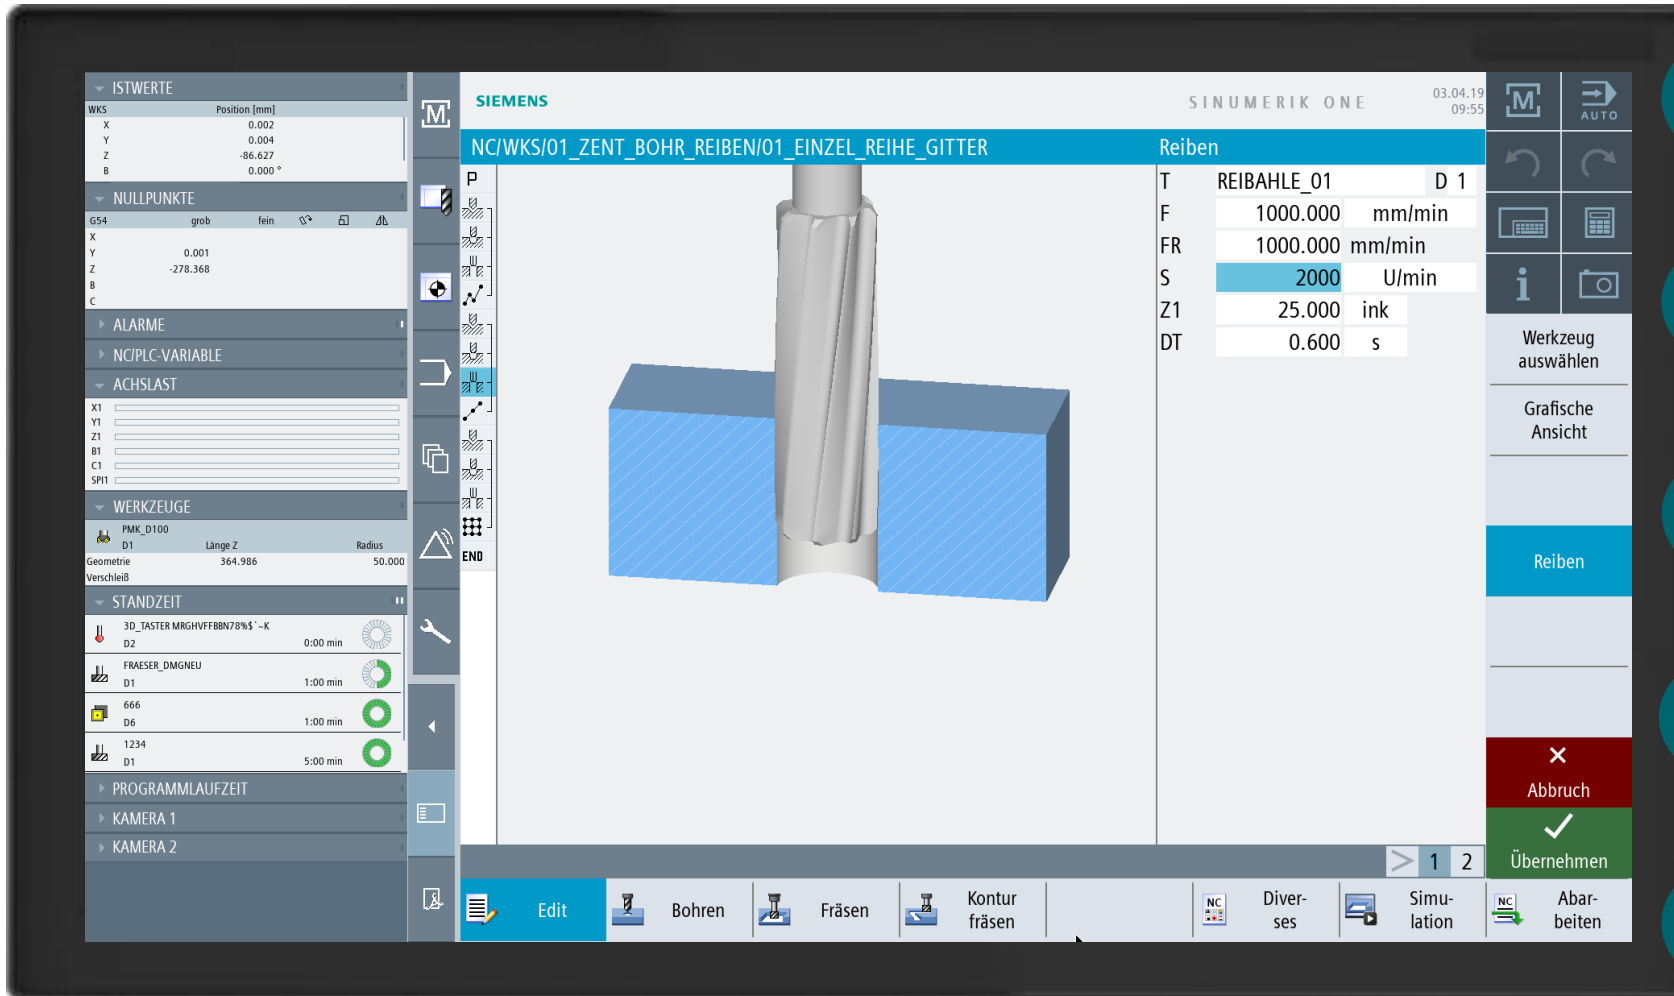 ISTWERTE
WKS Position [mm]
X 0.002
Y 0.004
Z -86.627
B 0.000 °
NULLPUNKTE
G54 grob fein
X
Y 0.001
Z -278.368
B
C
ALARME
NC/PLC-VARIABLE
ACHSLAST
X1
Y1
Z1
B1
C1
SPI1
WERKZEUGE
PMK_D100
D1 Länge Z Radius
Geometrie 364.986 50.000
Verschleiß
STANDZEIT
3D_TASTER MRGHVFFBBN78%$`~K
D2 0:00 min
FRAESER_DMGNEU
D1 1:00 min
666
D6 1:00 min
1234
D1 5:00 min
PROGRAMMLAUFZEIT
KAMERA 1
KAMERA 2
M
SIEMENS
SINUMERIK ONE
03.04.19
09:55
NC/WKS/01_ZENT_BOHR_REIBEN/01_EINZEL_REIHE_GITTER
Reiben
P
END
T REIBAHLE_01 D 1
F 1000.000 mm/min
FR 1000.000 mm/min
S 2000 U/min
Z1 25.000 ink
DT 0.600 s
> 1 2
M
AUTO
i
Werkzeug
auswählen
Grafische
Ansicht
Reiben
Abbruch
Übernehmen
Edit
Bohren
Fräsen
Kontur
fräsen
NC
Diver-
ses
Simu-
lation
NC
Abar-
beiten